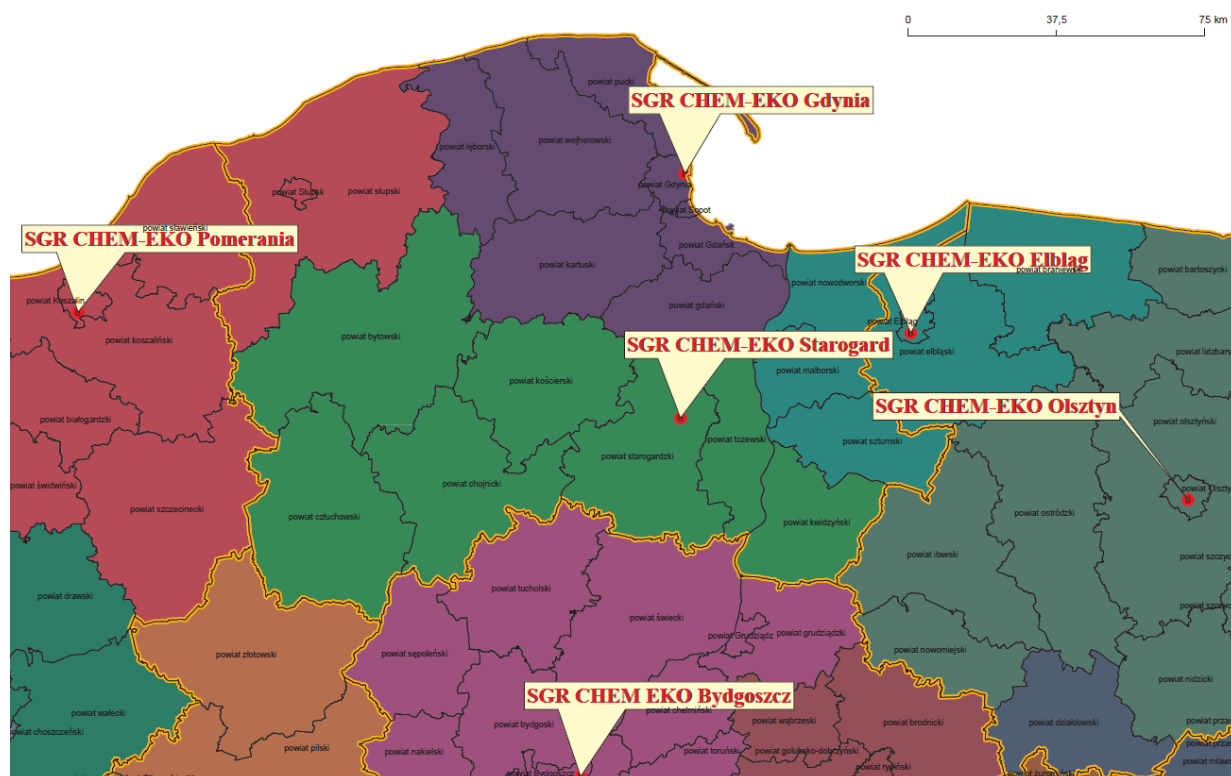 0 37,5 75 km
powiat pucki
SGR CHEM-EKO Gdynia
powiat wejherowski
powiat lęborski
powiat Gdynia
powiat Słupsk
powiat słupski
powiat Sopot
powiat sławieński
SGR CHEM-EKO Pomerania
powiat Gdańsk
SGR CHEM-EKO Elbląg
powiat bartoszycki
powiat kartuski
powiat nowodworsk
powiat Koszalin
powiat gdański
powiat koszaliński
powiat bytowski
SGR CHEM-EKO Starogard
powiat elbląski
powiat lidzbars
powiat malborski
powiat kościerski
SGR CHEM-EKO Olsztyn
powiat białogardzki
powiat olsztyński
powiat tczewski
powiat sztumski
powiat starogardzki
powiat świdwiński
powiat chojnicki
powiat Olszty
powiat szczecinecki
powiat człuchowski
powiat kwidzyński
powiat ostródzki
powiat iławski
powiat szczyc
powiat drawski
powiat tucholski
powiat świecki
powiat Grudziądz
powiat grudziądzki
powiat nowomiejski
powiat sępoleński
powiat złotowski
powiat nidzicki
SGR CHEM EKO Bydgoszcz
powiat chełmiński
powiat wałecki
powiat bydgoski
powiat wąbrzeski
powiat brodnicki
powiat działdowski
powiat choszczeński
powiat pilski
powiat nakielski
powiat toruński
powiat golubsko-dobrzyński
powiat Bydgoszcz